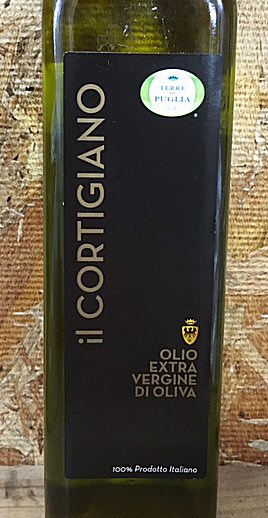 il CORTIGIANO
TERRE
DI
PUGLIA
OLIO
EXTRA
VERGINE
DI OLIVA
100% Prodotto Italiano